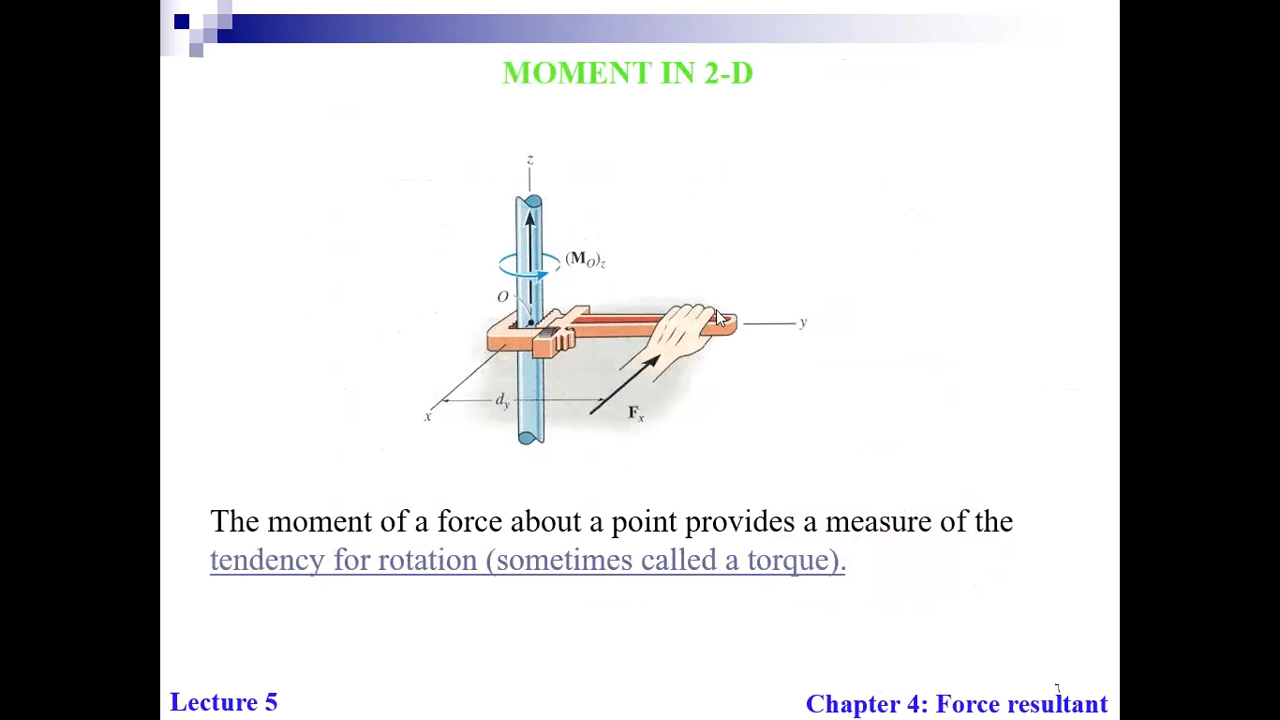 MOMENT IN 2-D
z
(M_O)_z
O
y
d_y
x
F_x
The moment of a force about a point provides a measure of the
tendency for rotation (sometimes called a torque).
٦
Lecture 5
Chapter 4: Force resultant